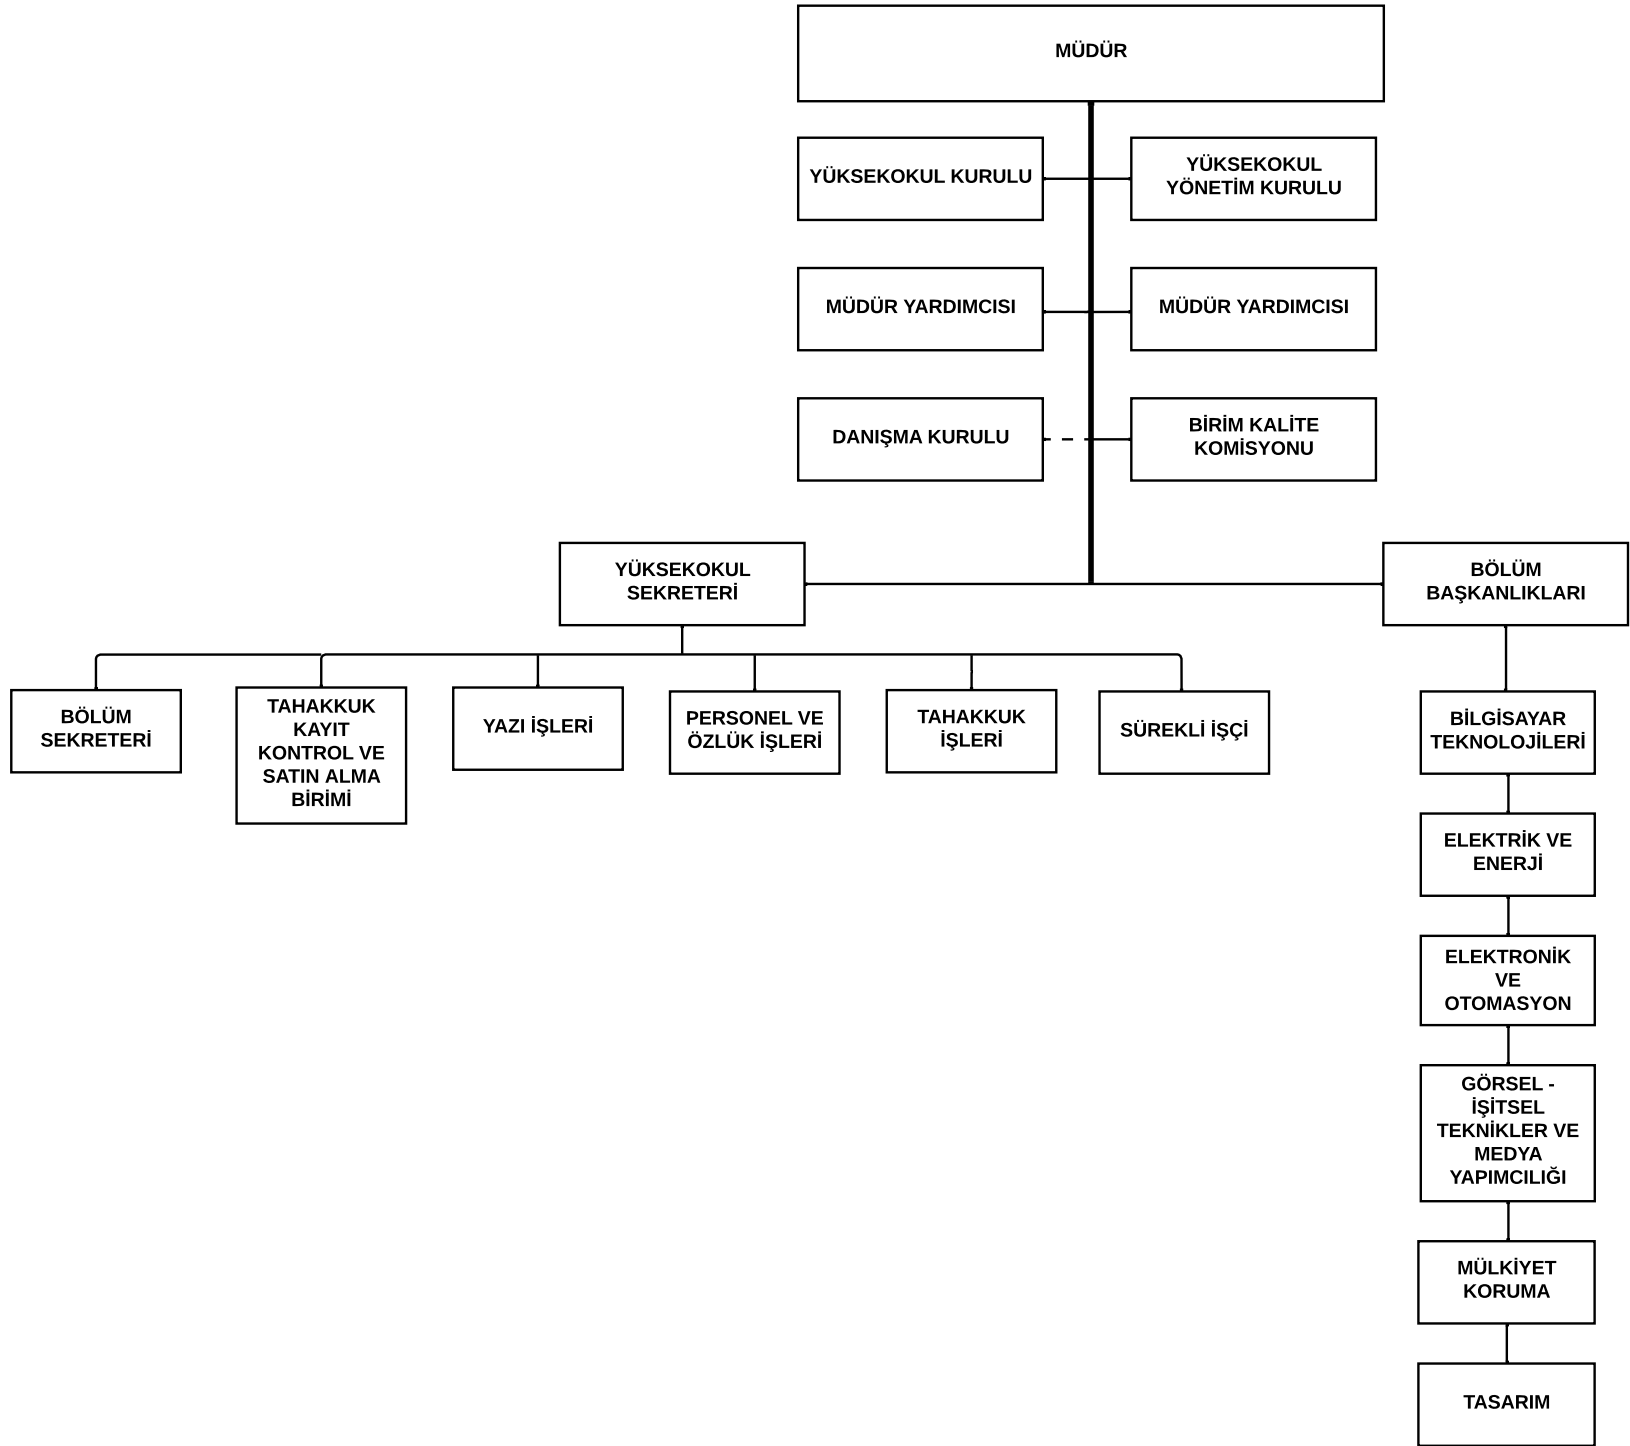 MÜDÜR
YÜKSEKOKUL KURULU
YÜKSEKOKUL
YÖNETİM KURULU
MÜDÜR YARDIMCISI
MÜDÜR YARDIMCISI
DANIŞMA KURULU
BİRİM KALİTE
KOMİSYONU
YÜKSEKOKUL
SEKRETERİ
BÖLÜM
BAŞKANLIKLARI
BÖLÜM
SEKRETERİ
TAHAKKUK
KAYIT
KONTROL VE
SATIN ALMA
BİRİMİ
YAZI İŞLERİ
PERSONEL VE
ÖZLÜK İŞLERİ
TAHAKKUK
İŞLERİ
SÜREKLİ İŞÇİ
BİLGİSAYAR
TEKNOLOJİLERİ
ELEKTRİK VE
ENERJİ
ELEKTRONİK
VE
OTOMASYON
GÖRSEL -
İŞİTSEL
TEKNİKLER VE
MEDYA
YAPIMCILIĞI
MÜLKİYET
KORUMA
TASARIM